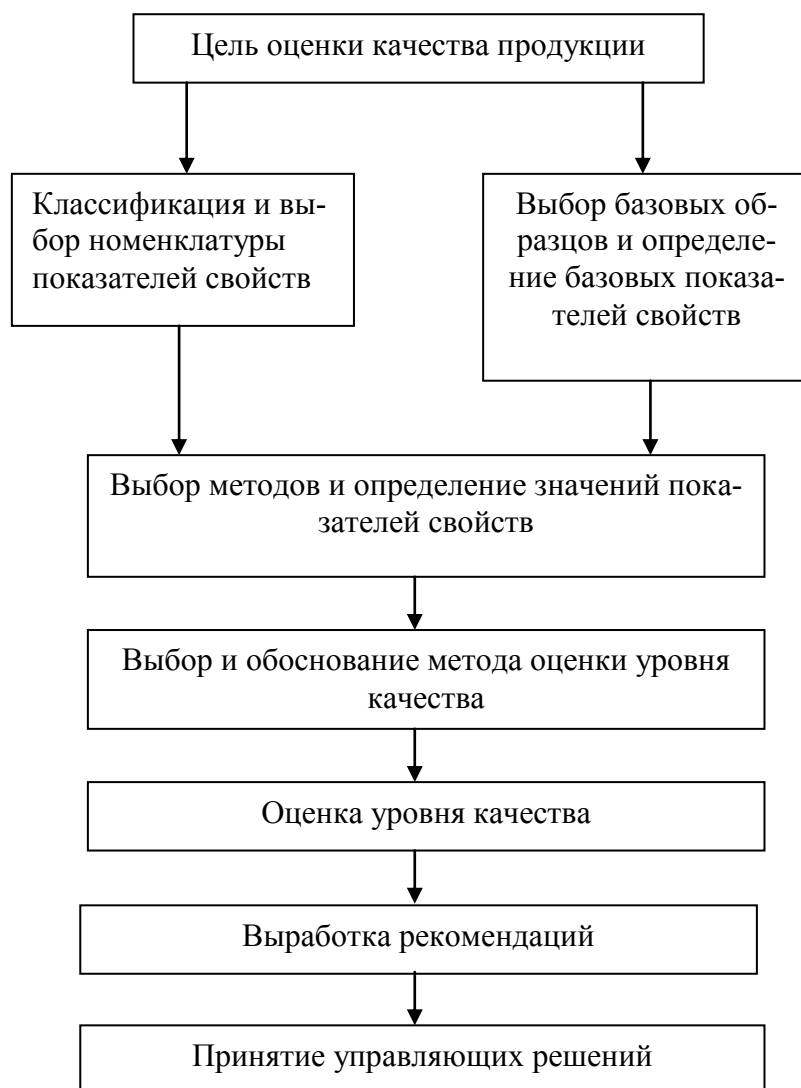 Цель оценки качества продукции
Классификация и вы-
бор номенклатуры
показателей свойств
Выбор базовых об-
разцов и определе-
ние базовых показа-
телей свойств
Выбор методов и определение значений пока-
зателей свойств
Выбор и обоснование метода оценки уровня
качества
Оценка уровня качества
Выработка рекомендаций
Принятие управляющих решений